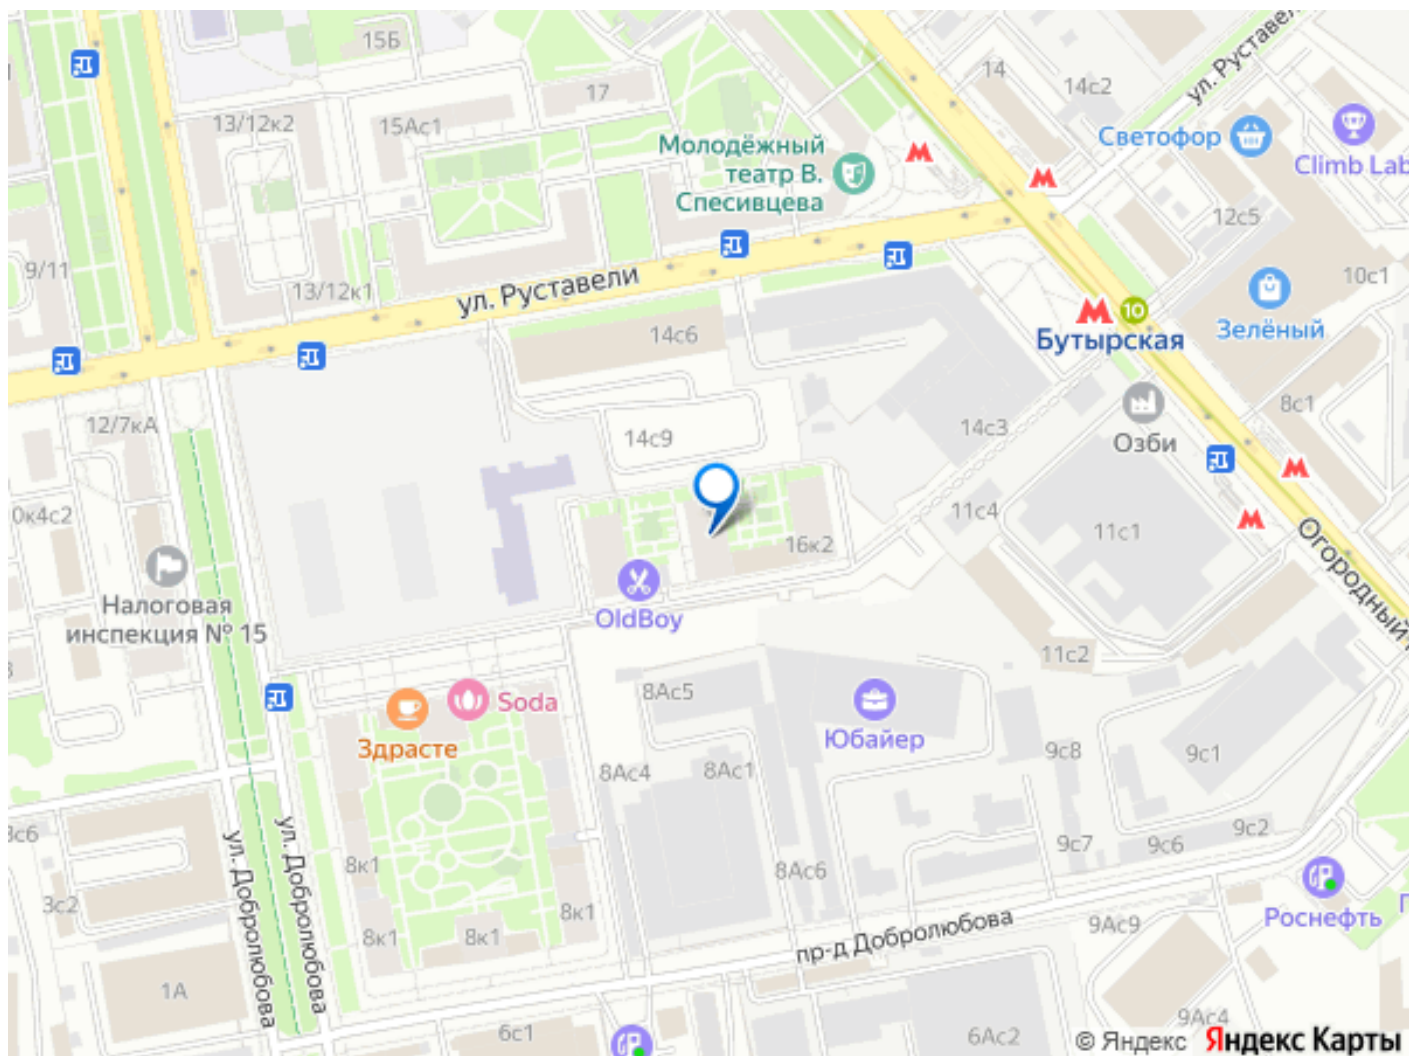 15Б
14
14с2
ул. Руставели
17
13/12к2
15Ас1
Светофор
Climb Lab
Молодёжный
театр В.
Спесивцева
12с5
9/11
13/12к1
ул. Руставели
10с1
10
Бутырская
Зелёный
14с6
8с1
12/7кА
14с9
14с3
Озби
11с4
11с1
16к2
Огородный
Налоговая
инспекция № 15
OldBoy
11с2
8Ас5
Soda
Здрасте
Юбайер
9с8
9с1
8Ас4
8Ас1
9с2
9с7
9с6
ул. Добролюбова
ул. Добролюбова
8к1
8Ас6
3с2
8к1
8к1
8к1
Роснефть
пр-д Добролюбова
9Ас9
1А
6с1
6Ас2
9Ас4
© Яндекс Яндекс Карты